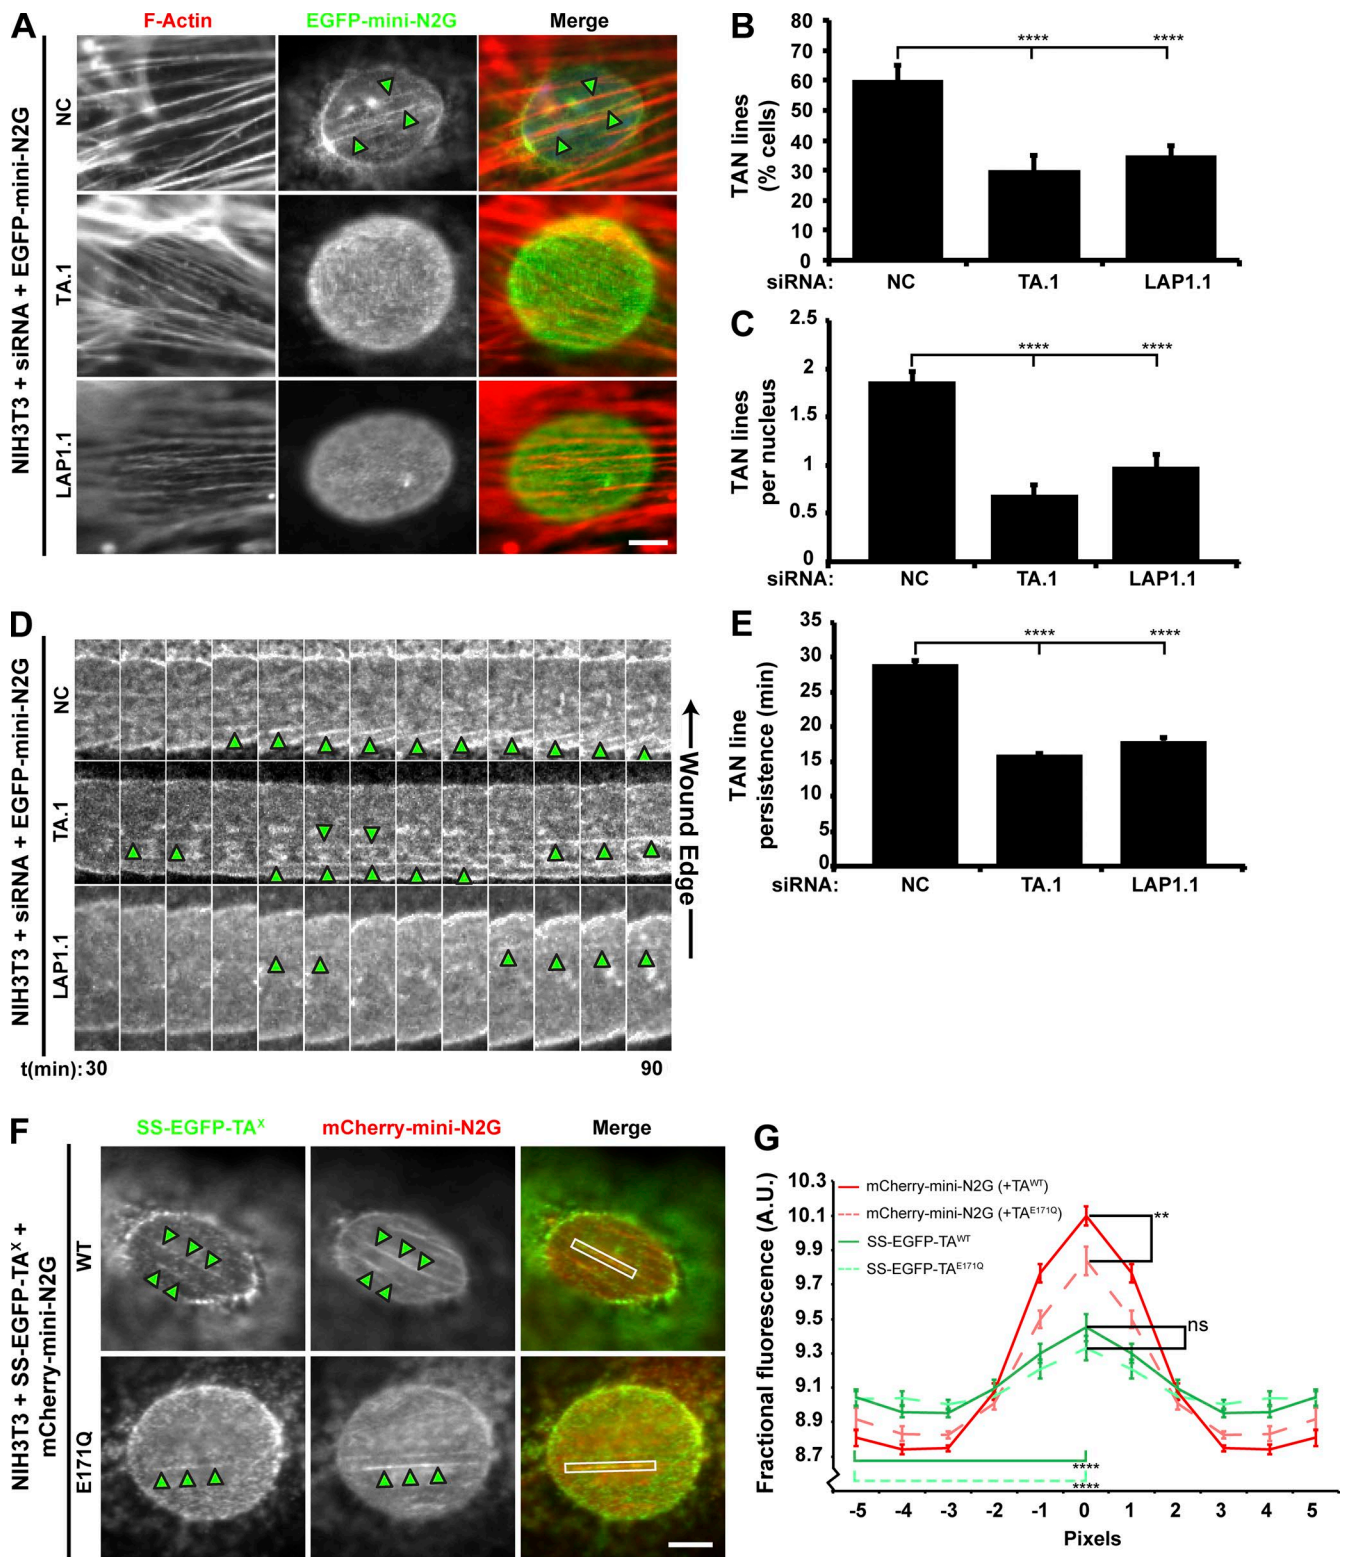 A
F-Actin
EGFP-mini-N2G
Merge
NIH3T3 + siRNA + EGFP-mini-N2G
NC
TA.1
LAP1.1
B
TAN lines
(% cells)
80
70
60
50
40
30
20
10
0
****
****
siRNA:
NC
TA.1
LAP1.1
C
TAN lines
per nucleus
2.5
2
1.5
1
0.5
0
****
****
siRNA:
NC
TA.1
LAP1.1
D
NIH3T3 + siRNA + EGFP-mini-N2G
NC
TA.1
LAP1.1
Wound Edge
t(min): 30
90
E
TAN line
persistence (min)
35
30
25
20
15
10
5
0
****
****
siRNA:
NC
TA.1
LAP1.1
F
SS-EGFP-TAˣ
mCherry-mini-N2G
Merge
NIH3T3 + SS-EGFP-TAˣ +
mCherry-mini-N2G
WT
E171Q
G
Fractional fluorescence (A.U.)
10.3
10.1
9.9
9.7
9.5
9.3
9.1
8.9
8.7
mCherry-mini-N2G (+TA^WT)
mCherry-mini-N2G (+TA^E171Q)
SS-EGFP-TA^WT
SS-EGFP-TA^E171Q
**
ns
****
****
-5 -4 -3 -2 -1 0 1 2 3 4 5
Pixels